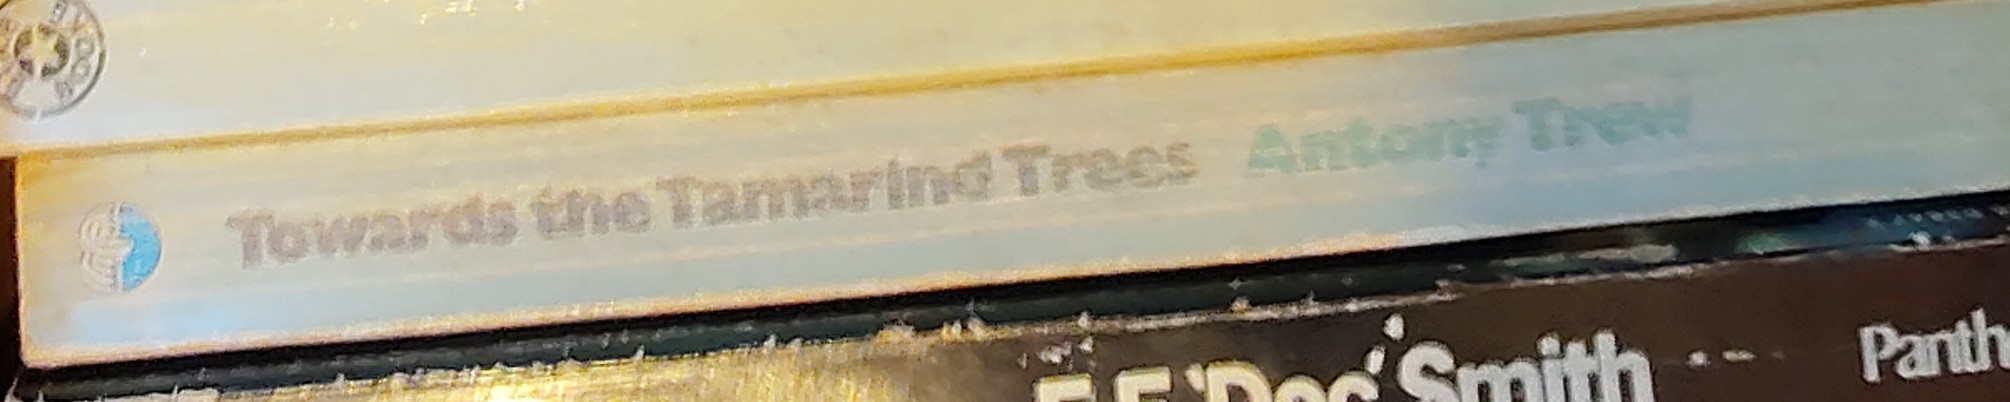 Towards the Tamarind Trees Antony Trew
E.E.'Doc' Smith
Panth